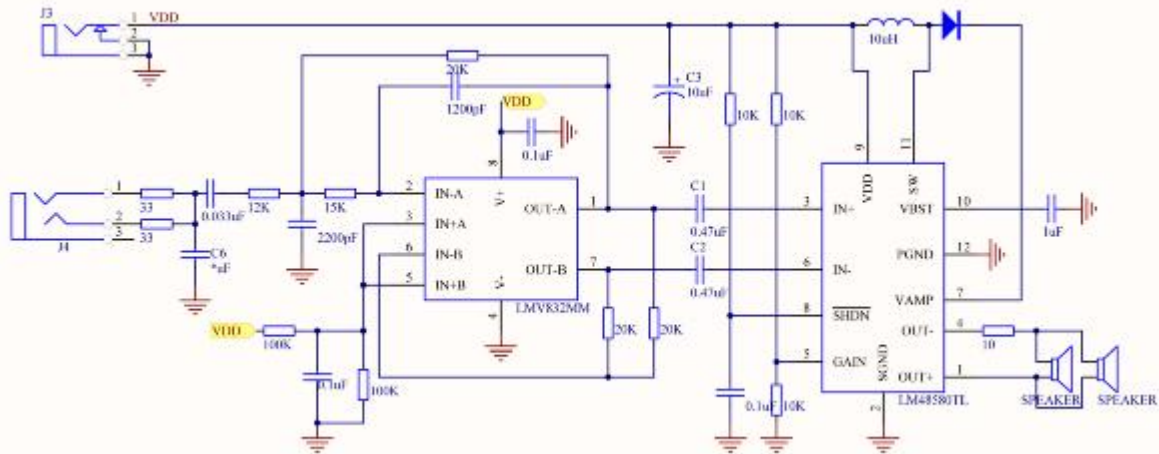 J3
1
VDD
2
3
10uH
20K
C3
10uF
1200pF
VDD
10K
10K
0.1uF
8
9
11
VDD
SW
1
33
0.033uF
12K
15K
2
IN-A
V+
OUT-A
1
C1
3
IN+
VBST
10
2
33
3
IN+A
0.47uF
1uF
3
J4
2200pF
6
IN-B
C2
PGND
12
C6
*uF
5
IN+B
V-
OUT-B
7
6
IN-
0.47uF
LMV832MM
VAMP
7
4
8
SHDN
OUT-
4
VDD
100K
20K
20K
10
5
GAIN
SGND
OUT+
1
0.1uF
100K
0.1uF
10K
2
LM48580TL
SPEAKER
SPEAKER